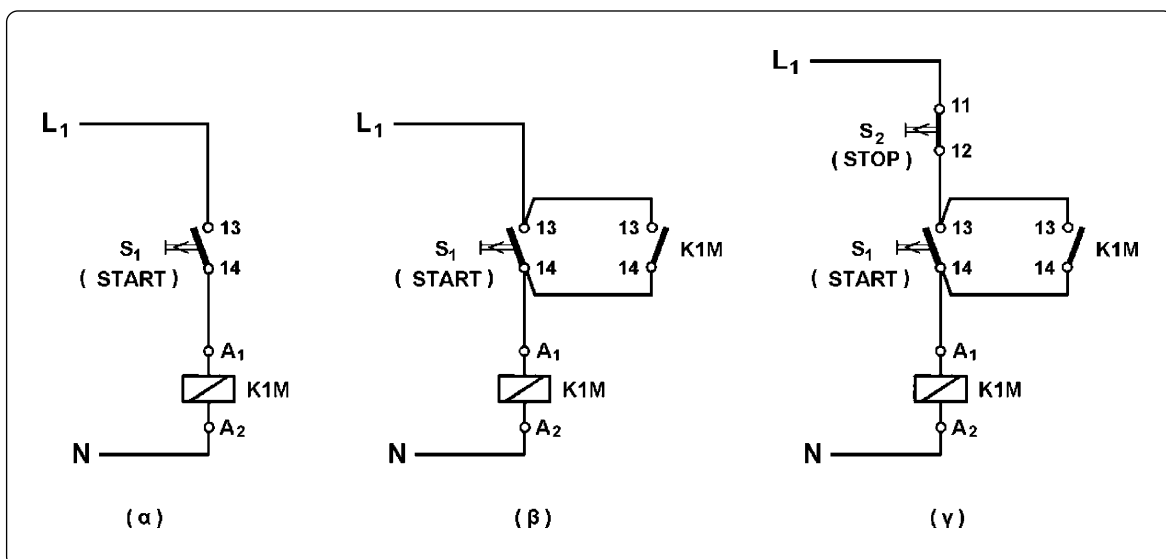 L₁
13
S₁
( START )
14
A₁
K1M
A₂
N
( α )
L₁
13
13
S₁
( START )
14
14
K1M
A₁
K1M
A₂
N
( β )
L₁
11
S₂
( STOP )
12
13
13
S₁
( START )
14
14
K1M
A₁
K1M
A₂
N
( γ )